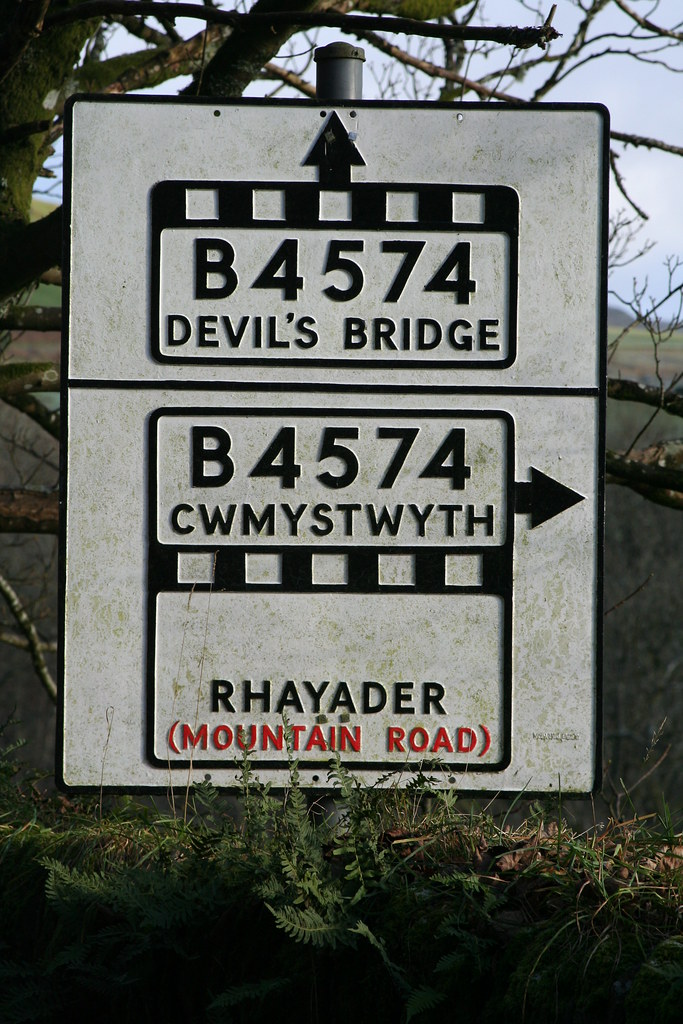 B4574
DEVIL'S BRIDGE
B4574
CWMYSTWYTH
RHAYADER
(MOUNTAIN ROAD)